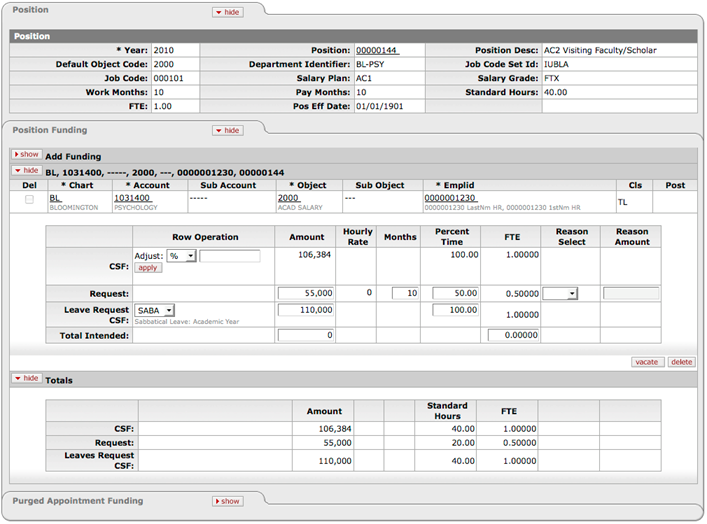 Position hide
Position
* Year: 2010 Position: 00000144 Position Desc: AC2 Visiting Faculty/Scholar
Default Object Code: 2000 Department Identifier: BL-PSY Job Code Set Id: IUBLA
Job Code: 000101 Salary Plan: AC1 Salary Grade: FTX
Work Months: 10 Pay Months: 10 Standard Hours: 40.00
FTE: 1.00 Pos Eff Date: 01/01/1901
Position Funding hide
show Add Funding
hide BL, 1031400, -----, 2000, ---, 0000001230, 00000144
Del * Chart * Account Sub Account * Object Sub Object * Emplid Cls Post
BL 1031400 ----- 2000 --- 0000001230 TL
BLOOMINGTON PSYCHOLOGY ACAD SALARY 0000001230 LastNm HR, 0000001230 1stNm HR
Row Operation Amount Hourly Rate Months Percent Time FTE Reason Select Reason Amount
CSF: Adjust: % 106,384 100.00 1.00000
apply
Request: 55,000 0 10 50.00 0.50000
Leave Request CSF: SABA 110,000 100.00 1.00000
Sabbatical Leave: Academic Year
Total Intended: 0 0.00000
vacate delete
hide Totals
Amount Standard Hours FTE
CSF: 106,384 40.00 1.00000
Request: 55,000 20.00 0.50000
Leaves Request CSF: 110,000 40.00 1.00000
Purged Appointment Funding show